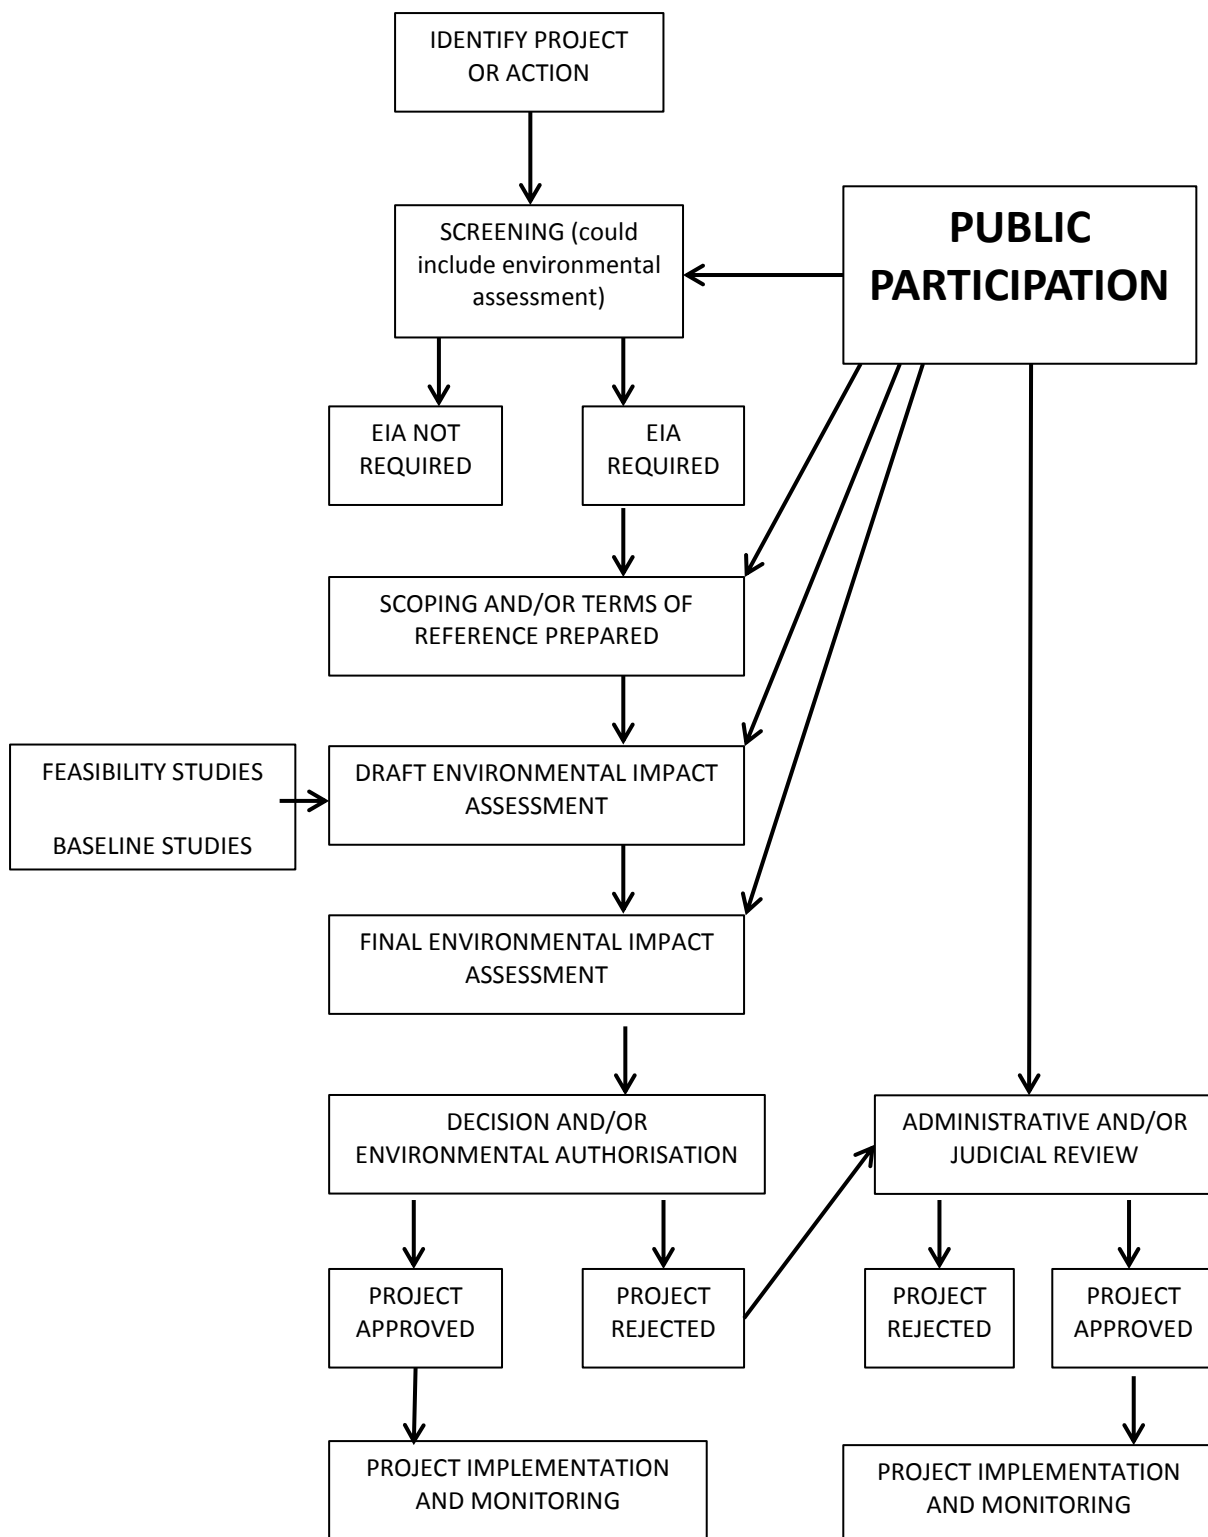 IDENTIFY PROJECT
OR ACTION
SCREENING (could
include environmental
assessment)
PUBLIC
PARTICIPATION
EIA NOT
REQUIRED
EIA
REQUIRED
SCOPING AND/OR TERMS OF
REFERENCE PREPARED
FEASIBILITY STUDIES
BASELINE STUDIES
DRAFT ENVIRONMENTAL IMPACT
ASSESSMENT
FINAL ENVIRONMENTAL IMPACT
ASSESSMENT
DECISION AND/OR
ENVIRONMENTAL AUTHORISATION
ADMINISTRATIVE AND/OR
JUDICIAL REVIEW
PROJECT
APPROVED
PROJECT
REJECTED
PROJECT
REJECTED
PROJECT
APPROVED
PROJECT IMPLEMENTATION
AND MONITORING
PROJECT IMPLEMENTATION
AND MONITORING